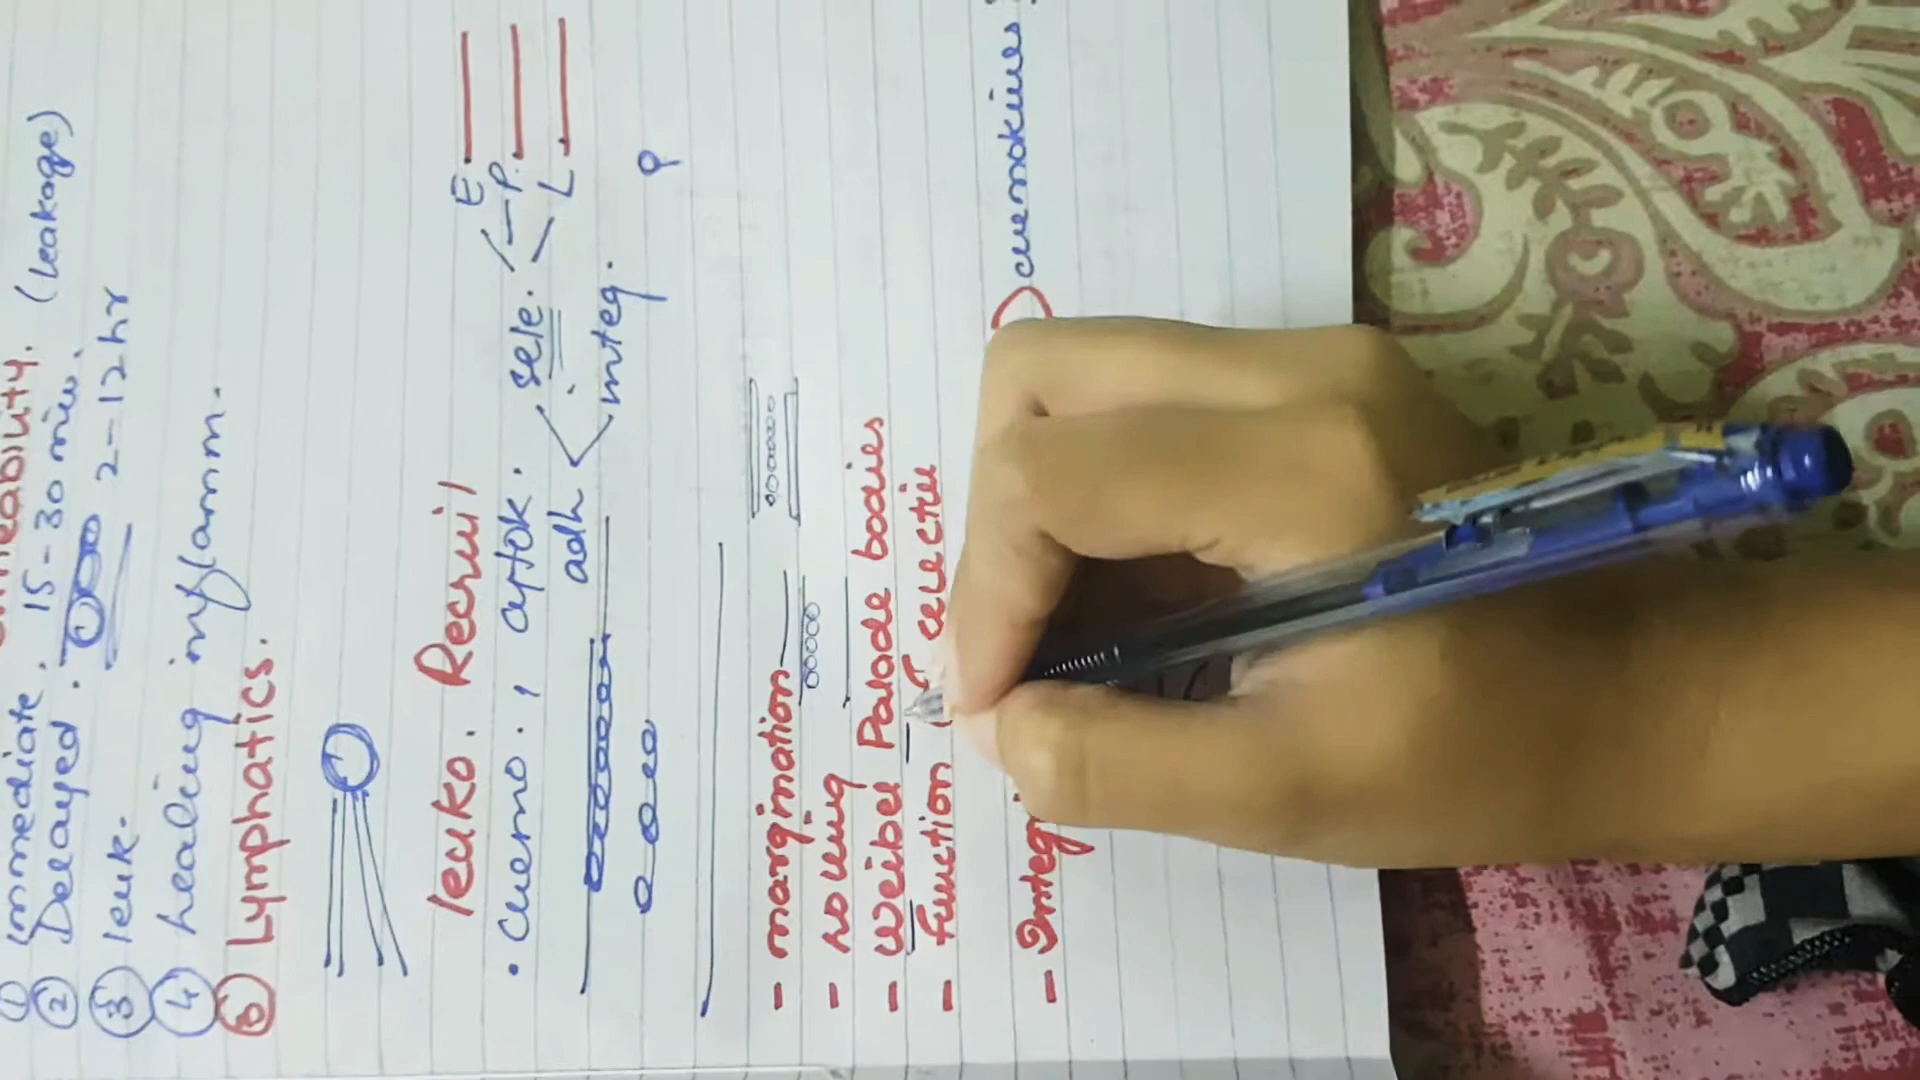 ① immediate. 15-30 min. (leakage)
② Delayed. 2-12 hr
③ leuk.
④ healing inflamm.
⑤ Lymphatics.
leuko. Recruit
• chemo., cytok. sele. E
P.
adh integ. L
- margination
- rolling
- weibel Palade bodies
- function
- Integ chemokines